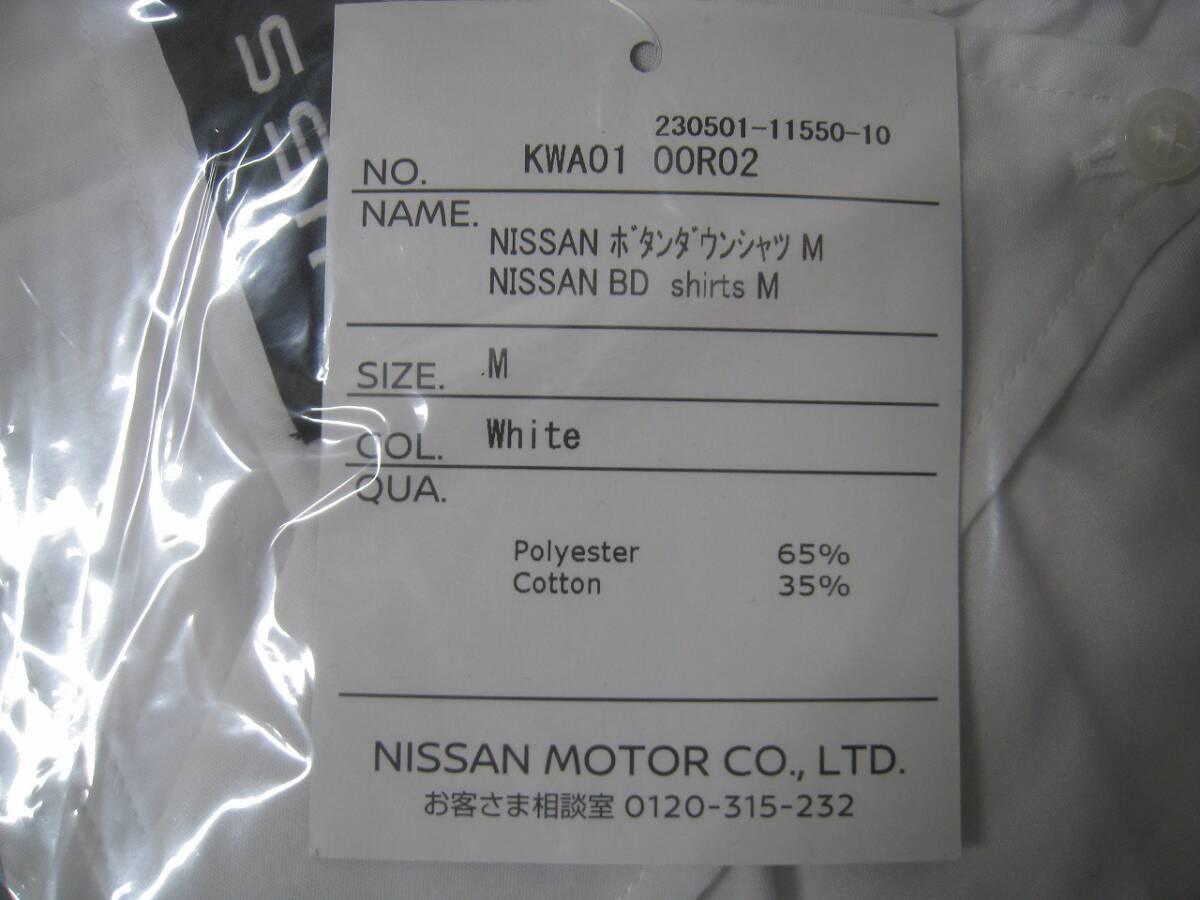 230501-11550-10
NO. KWA01 00R02
NAME.
NISSAN ボタンダウンシャツ M
NISSAN BD shirts M
SIZE. M
COL. White
QUA.
Polyester 65%
Cotton 35%
NISSAN MOTOR CO., LTD.
お客さま相談室 0120-315-232